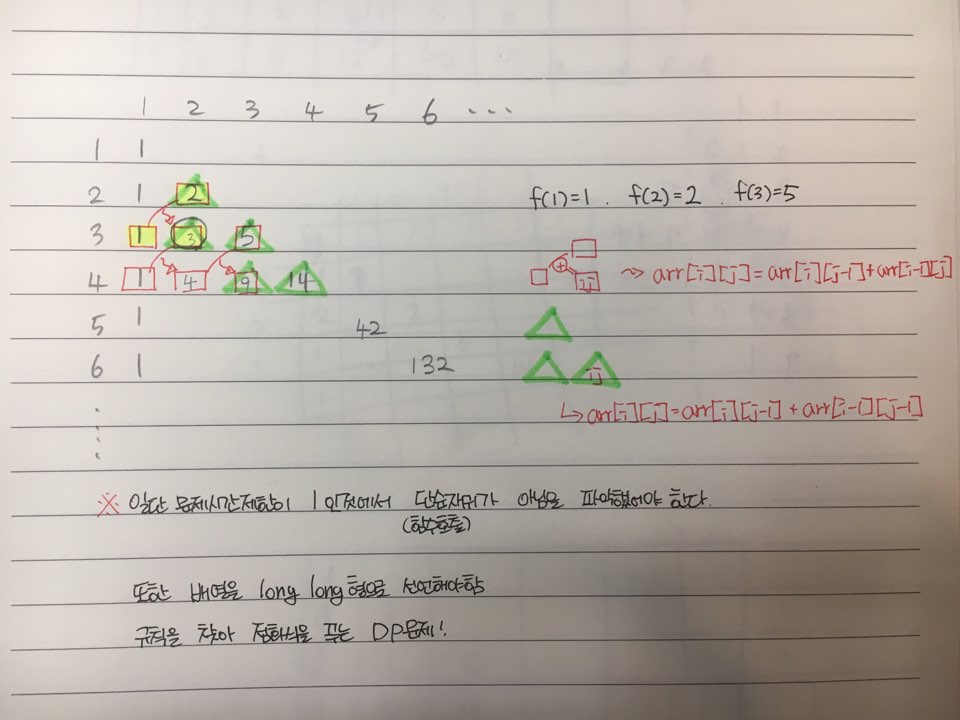 1 2 3 4 5 6 ...
1 1
2 1 2 f(1)=1 . f(2)=2 . f(3)=5
3 1 3 5
4 1 4 9 14 + ij ~> arr[i][j]=arr[i][j-1]+arr[i-1][j]
5 1 42
6 1 132 ij
↳ arr[i][j]=arr[i][j-1] + arr[i-1][j-1]
※ 일단 문제시간제한이 1인것에서 단순재귀가 아님을 파악했어야 한다.
(함수호출)
또한 배열을 long long형으로 선언해야함
규칙을 찾아 점화식을 푸는 DP문제!